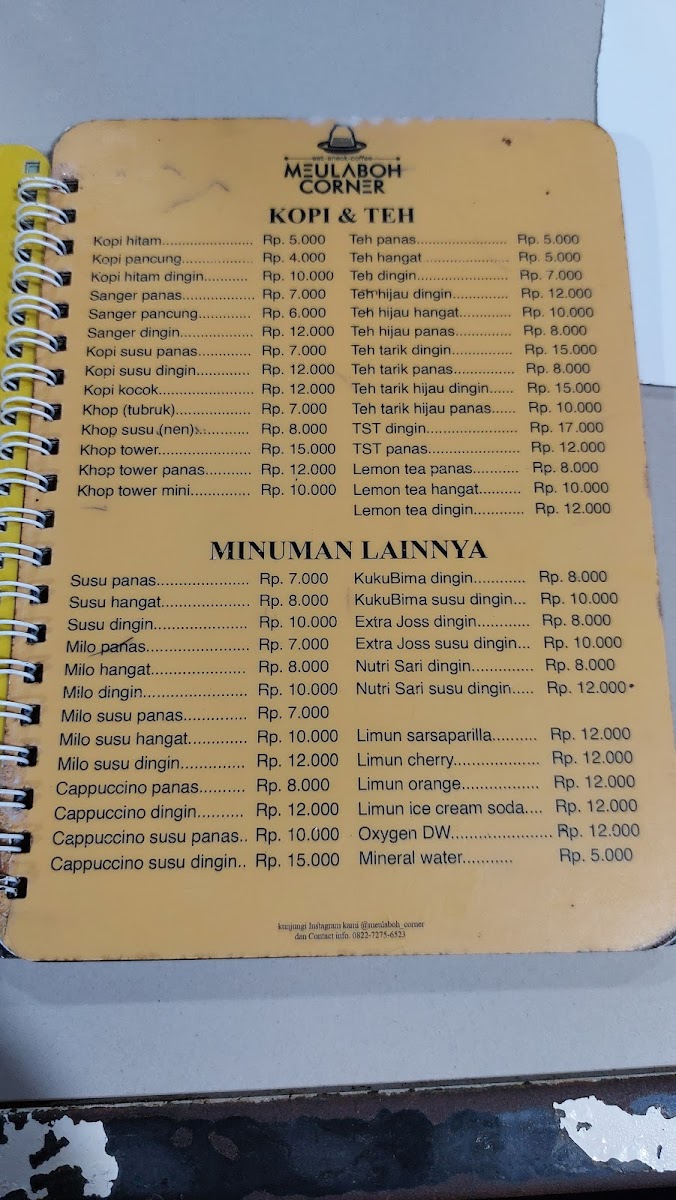 eat-snack-coffee
MEULABOH
CORNER
KOPI & TEH
Kopi hitam........................ Rp. 5.000
Kopi pancung..................... Rp. 4.000
Kopi hitam dingin........... Rp. 10.000
Sanger panas................... Rp. 7.000
Sanger pancung............... Rp. 6.000
Sanger dingin.................... Rp. 12.000
Kopi susu panas............... Rp. 7.000
Kopi susu dingin............... Rp. 12.000
Kopi kocok........................ Rp. 12.000
Khop (tubruk).................... Rp. 7.000
Khop susu (nen)............... Rp. 8.000
Khop tower........................ Rp. 15.000
Khop tower panas............ Rp. 12.000
Khop tower mini............... Rp. 10.000
Teh panas........................ Rp. 5.000
Teh hangat....................... Rp. 5.000
Teh dingin........................ Rp. 7.000
Teh hijau dingin.............. Rp. 12.000
Teh hijau hangat............. Rp. 10.000
Teh hijau panas.............. Rp. 8.000
Teh tarik dingin............... Rp. 15.000
Teh tarik panas............... Rp. 8.000
Teh tarik hijau dingin...... Rp. 15.000
Teh tarik hijau panas...... Rp. 10.000
TST dingin....................... Rp. 17.000
TST panas....................... Rp. 12.000
Lemon tea panas........... Rp. 8.000
Lemon tea hangat.......... Rp. 10.000
Lemon tea dingin............ Rp. 12.000
MINUMAN LAINNYA
Susu panas...................... Rp. 7.000
Susu hangat..................... Rp. 8.000
Susu dingin....................... Rp. 10.000
Milo panas........................ Rp. 7.000
Milo hangat....................... Rp. 8.000
Milo dingin......................... Rp. 10.000
Milo susu panas............... Rp. 7.000
Milo susu hangat............. Rp. 10.000
Milo susu dingin............... Rp. 12.000
Cappuccino panas.......... Rp. 8.000
Cappuccino dingin.......... Rp. 12.000
Cappuccino susu panas.. Rp. 10.000
Cappuccino susu dingin.. Rp. 15.000
KukuBima dingin............ Rp. 8.000
KukuBima susu dingin... Rp. 10.000
Extra Joss dingin............ Rp. 8.000
Extra Joss susu dingin... Rp. 10.000
Nutri Sari dingin.............. Rp. 8.000
Nutri Sari susu dingin..... Rp. 12.000
Limun sarsaparilla.......... Rp. 12.000
Limun cherry.................... Rp. 12.000
Limun orange.................. Rp. 12.000
Limun ice cream soda.... Rp. 12.000
Oxygen DW....................... Rp. 12.000
Mineral water........... Rp. 5.000
kunjungi Instagram kami @meulaboh_corner
dan Contact info. 0822-7275-6523